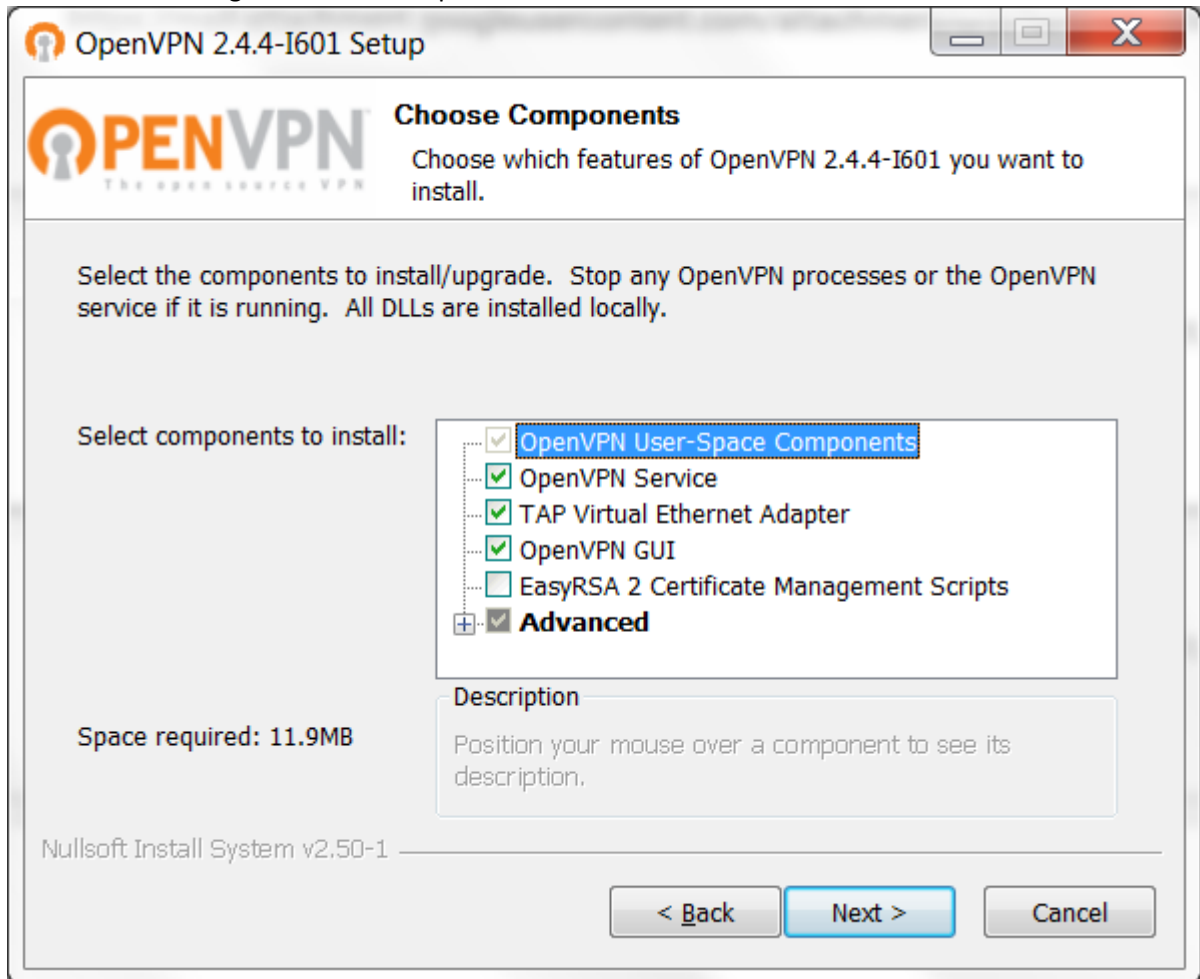 OpenVPN 2.4.4-I601 Setup
OPENVPN
The open source VPN
Choose Components
Choose which features of OpenVPN 2.4.4-I601 you want to
install.
Select the components to install/upgrade. Stop any OpenVPN processes or the OpenVPN
service if it is running. All DLLs are installed locally.
Select components to install:
OpenVPN User-Space Components
OpenVPN Service
TAP Virtual Ethernet Adapter
OpenVPN GUI
EasyRSA 2 Certificate Management Scripts
Advanced
Space required: 11.9MB
Description
Position your mouse over a component to see its
description.
Nullsoft Install System v2.50-1
< Back Next > Cancel